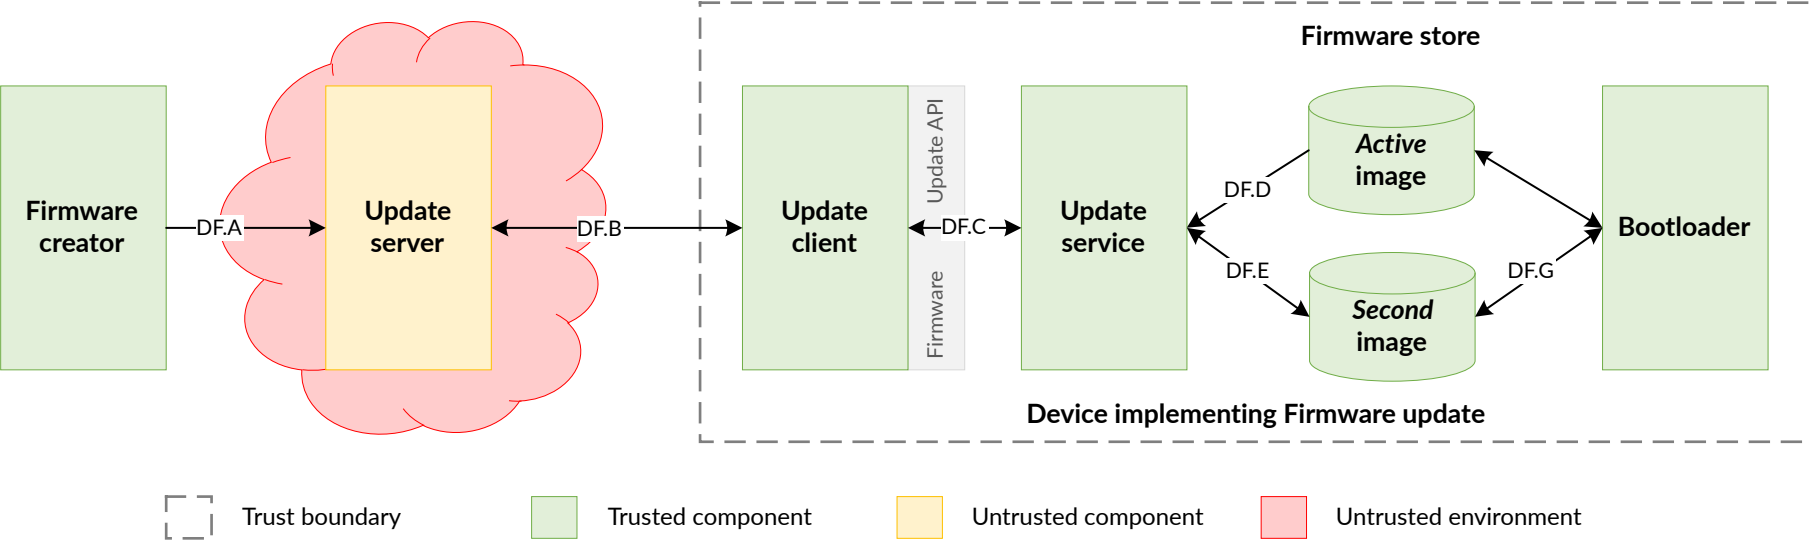 Firmware store
Firmware
creator
DF.A
Update
server
DF.B
Update
client
Firmware
Update API
DF.C
Update
service
DF.D
DF.E
Active
image
Second
image
DF.G
Bootloader
Device implementing Firmware update
Trust boundary
Trusted component
Untrusted component
Untrusted environment